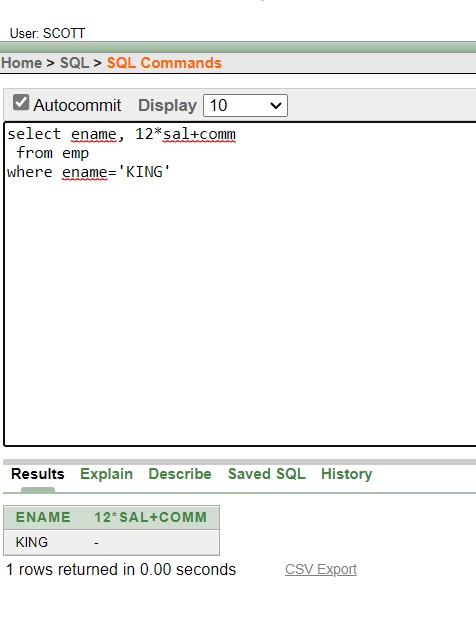 User: SCOTT
Home > SQL > SQL Commands
Autocommit Display 10
select ename, 12*sal+comm
from emp
where ename='KING'
Results Explain Describe Saved SQL History
ENAME 12*SAL+COMM
KING -
1 rows returned in 0.00 seconds CSV Export